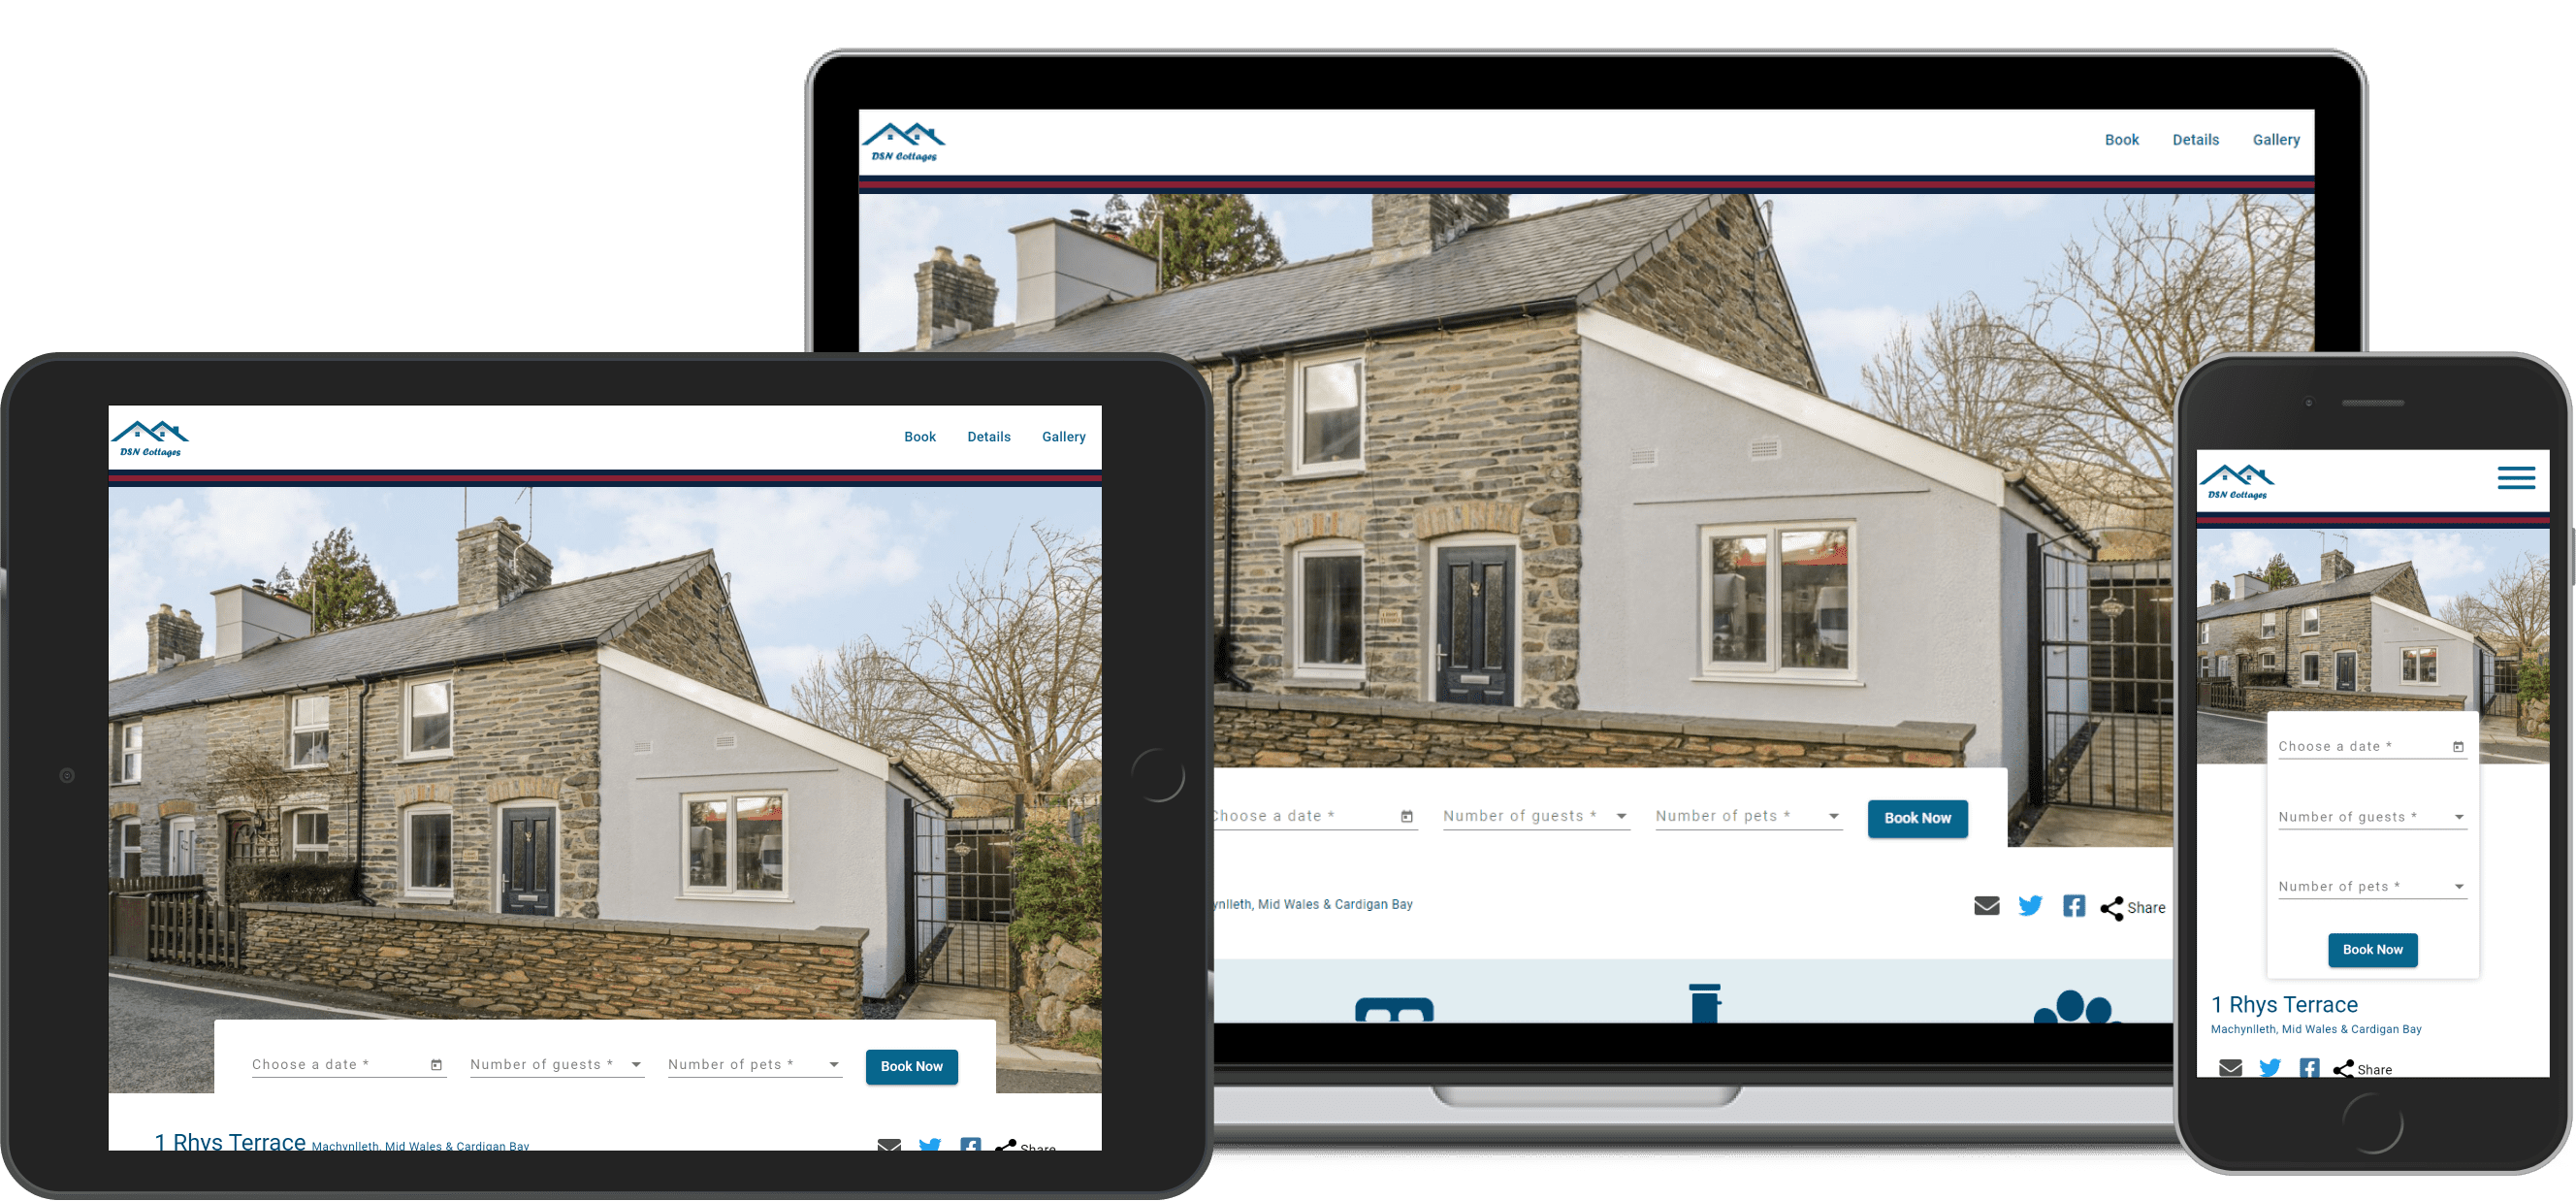 DSN Cottages
Book Details Gallery
Choose a date * Number of guests * Number of pets * Book Now
Mid Wales & Cardigan Bay
Share
DSN Cottages
Book Details Gallery
Choose a date * Number of guests * Number of pets * Book Now
1 Rhys Terrace Machynlleth, Mid Wales & Cardigan Bay
Share
DSN Cottages
Choose a date *
Number of guests *
Number of pets *
Book Now
1 Rhys Terrace
Machynlleth, Mid Wales & Cardigan Bay
Share